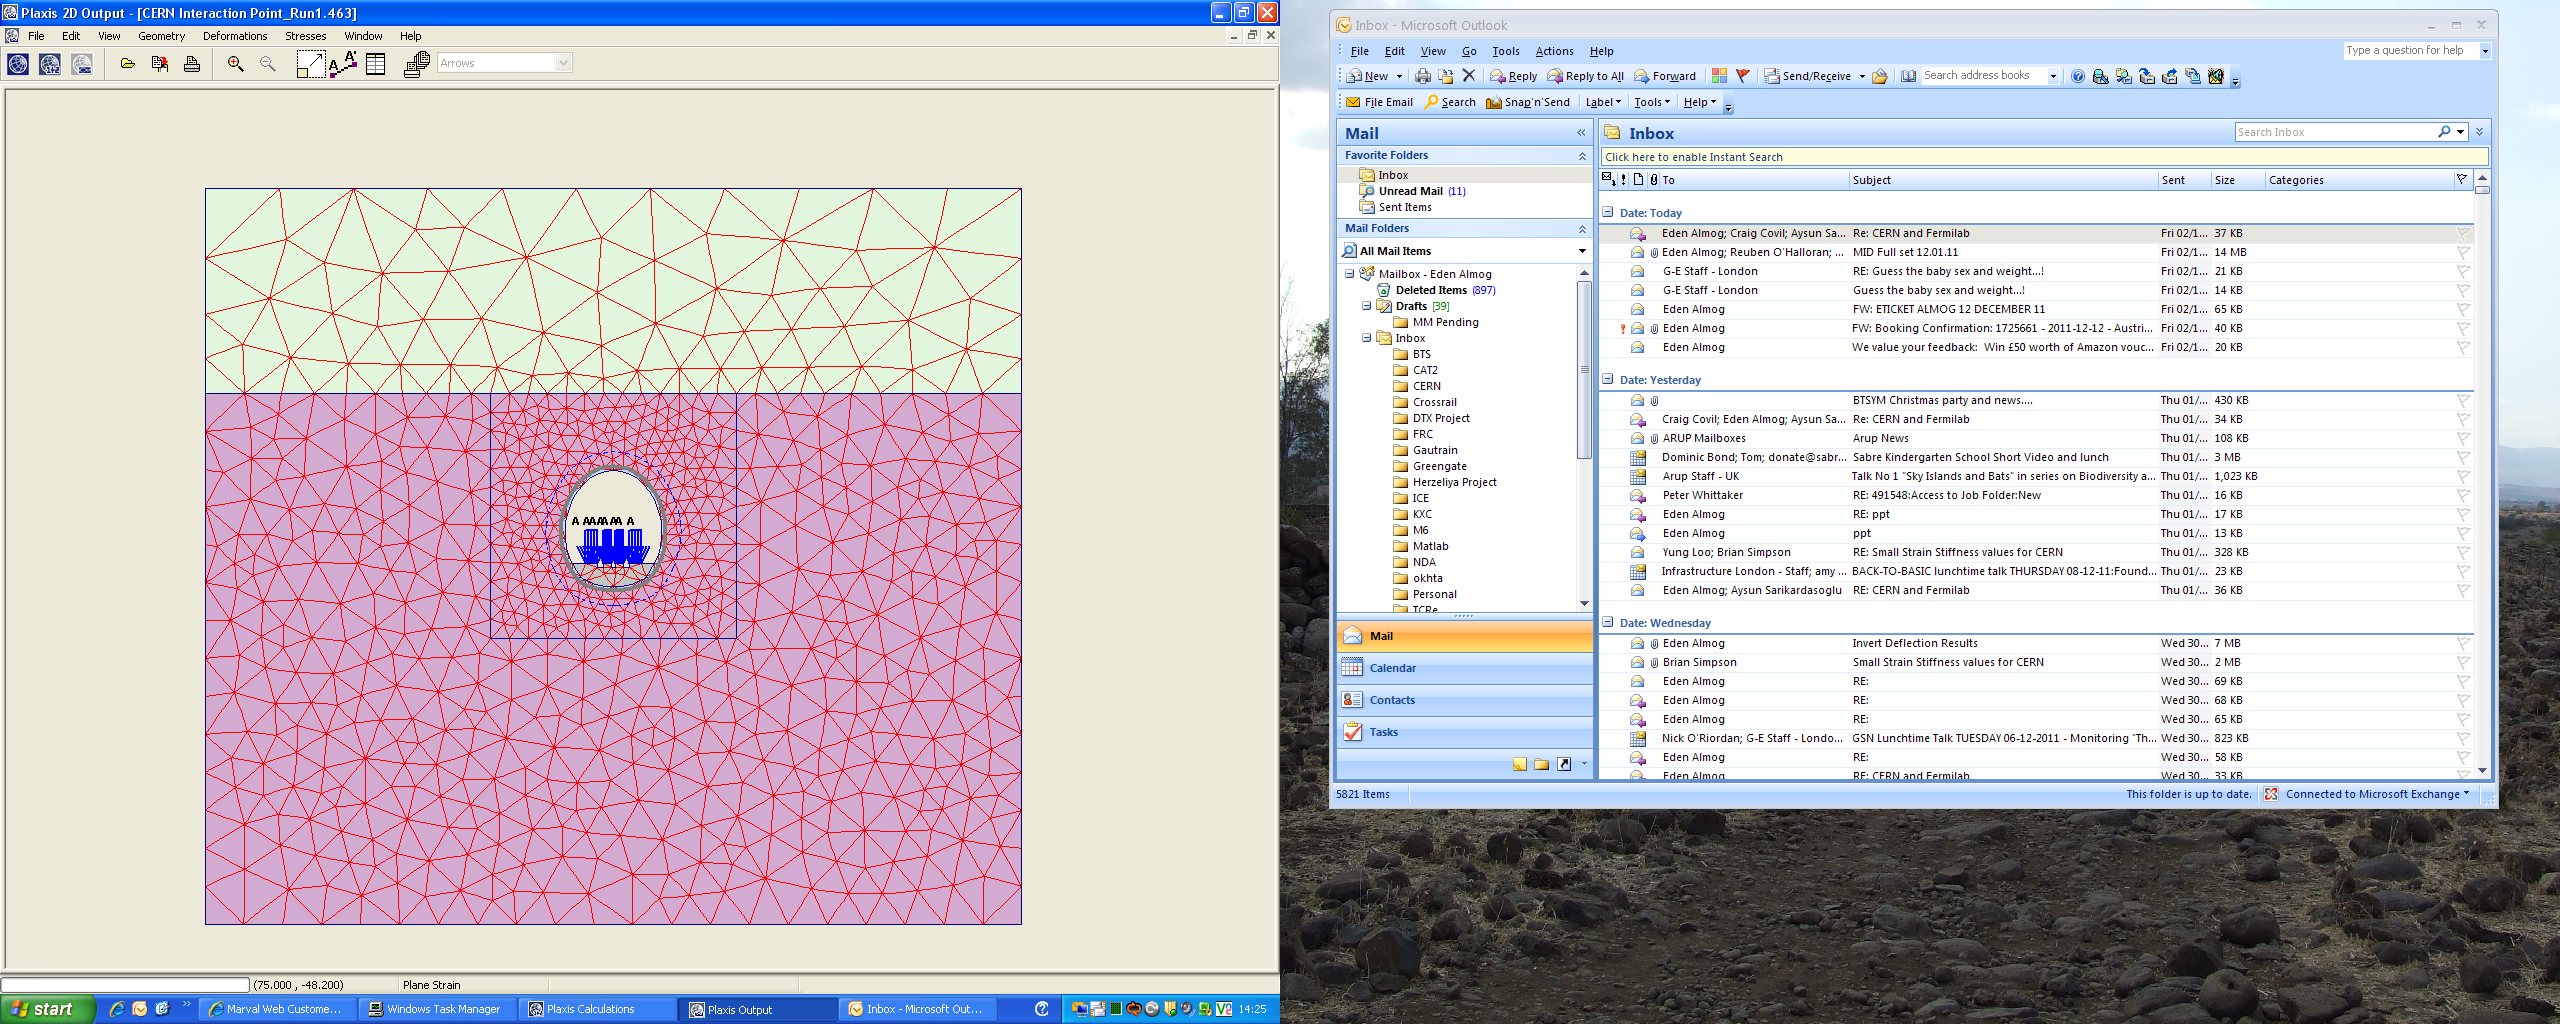 Plaxis 2D Output - [CERN Interaction Point_Run1.463]
File Edit View Geometry Deformations Stresses Window Help
Arrows
A AAAAA A
(75.000 , -48.200) Plane Strain
start Marval Web Custome... Windows Task Manager Plaxis Calculations Plaxis Output Inbox - Microsoft Out... 14:25
Inbox - Microsoft Outlook
File Edit View Go Tools Actions Help Type a question for help
New Reply Reply to All Forward Send/Receive Search address books
File Email Search Snap'n'Send Label Tools Help
Mail
Favorite Folders
Inbox
Unread Mail (11)
Sent Items
Mail Folders
All Mail Items
Mailbox - Eden Almog
Deleted Items (897)
Drafts [39]
MM Pending
Inbox
BTS
CAT2
CERN
Crossrail
DTX Project
FRC
Gautrain
Greengate
Herzeliya Project
ICE
KXC
M6
Matlab
NDA
okhta
Personal
TCRe
Mail
Calendar
Contacts
Tasks
Inbox Search Inbox
Click here to enable Instant Search
To Subject Sent Size Categories
Date: Today
Eden Almog; Craig Covil; Aysun Sa... Re: CERN and Fermilab Fri 02/1... 37 KB
Eden Almog; Reuben O'Halloran; ... MID Full set 12.01.11 Fri 02/1... 14 MB
G-E Staff - London RE: Guess the baby sex and weight...! Fri 02/1... 21 KB
G-E Staff - London Guess the baby sex and weight...! Fri 02/1... 14 KB
Eden Almog FW: ETICKET ALMOG 12 DECEMBER 11 Fri 02/1... 65 KB
Eden Almog FW: Booking Confirmation: 1725661 - 2011-12-12 - Austri... Fri 02/1... 40 KB
Eden Almog We value your feedback: Win £50 worth of Amazon vouc... Fri 02/1... 20 KB
Date: Yesterday
BTSYM Christmas party and news.... Thu 01/... 430 KB
Craig Covil; Eden Almog; Aysun Sa... Re: CERN and Fermilab Thu 01/... 34 KB
ARUP Mailboxes Arup News Thu 01/... 108 KB
Dominic Bond; Tom; donate@sabr... Sabre Kindergarten School Short Video and lunch Thu 01/... 3 MB
Arup Staff - UK Talk No 1 "Sky Islands and Bats" in series on Biodiversity a... Thu 01/... 1,023 KB
Peter Whittaker RE: 491548:Access to Job Folder:New Thu 01/... 16 KB
Eden Almog RE: ppt Thu 01/... 17 KB
Eden Almog ppt Thu 01/... 13 KB
Yung Loo; Brian Simpson RE: Small Strain Stiffness values for CERN Thu 01/... 328 KB
Infrastructure London - Staff; amy ... BACK-TO-BASIC lunchtime talk THURSDAY 08-12-11:Found... Thu 01/... 23 KB
Eden Almog; Aysun Sarikardasoglu RE: CERN and Fermilab Thu 01/... 36 KB
Date: Wednesday
Eden Almog Invert Deflection Results Wed 30... 7 MB
Brian Simpson Small Strain Stiffness values for CERN Wed 30... 2 MB
Eden Almog RE: Wed 30... 69 KB
Eden Almog RE: Wed 30... 68 KB
Eden Almog RE: Wed 30... 65 KB
Nick O'Riordan; G-E Staff - Londo... GSN Lunchtime Talk TUESDAY 06-12-2011 - Monitoring "Th... Wed 30... 823 KB
Eden Almog RE: Wed 30... 58 KB
Eden Almog RE: CERN and Fermilab Wed 30... 33 KB
5821 Items This folder is up to date. Connected to Microsoft Exchange